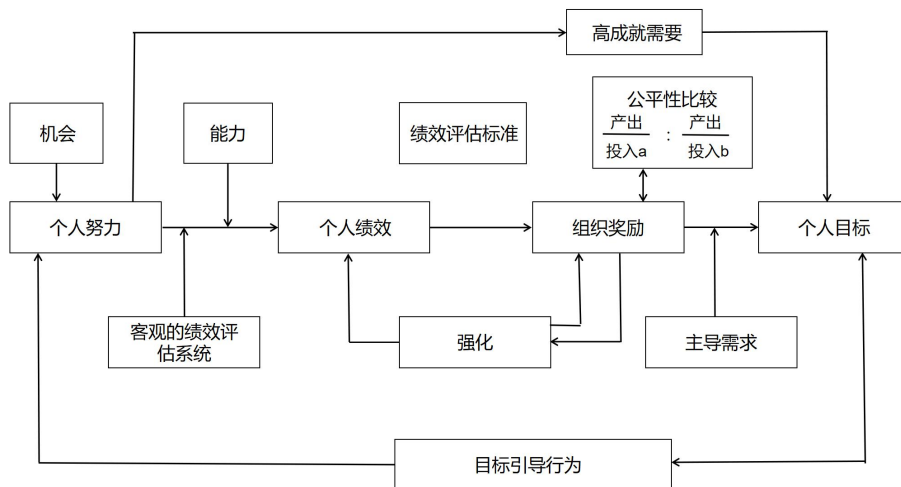 高成就需要
机会
能力
绩效评估标准
公平性比较
产出 : 产出
投入a 投入b
个人努力
个人绩效
组织奖励
个人目标
客观的绩效评
估系统
强化
主导需求
目标引导行为